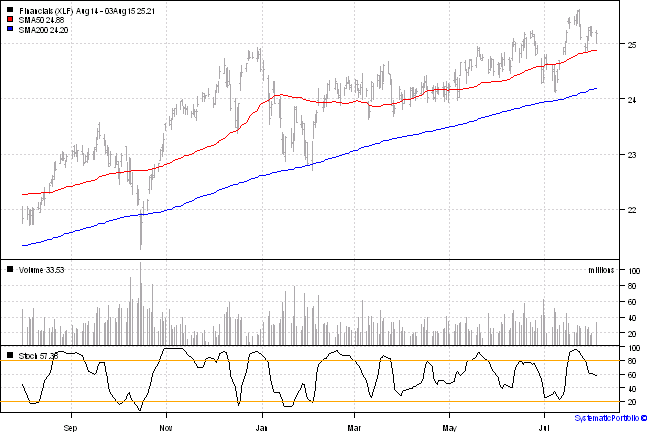 Financials (XLF) Aug 14 - 03Aug15 25.21
SMA50 24.88
SMA200 24.20
25
24
23
22
Volume 33.53
millions
100
80
60
40
20
Stoch 57.38
100
80
60
40
20
Sep
Nov
Jan
Mar
May
Jul
SystematicPortfolio ©